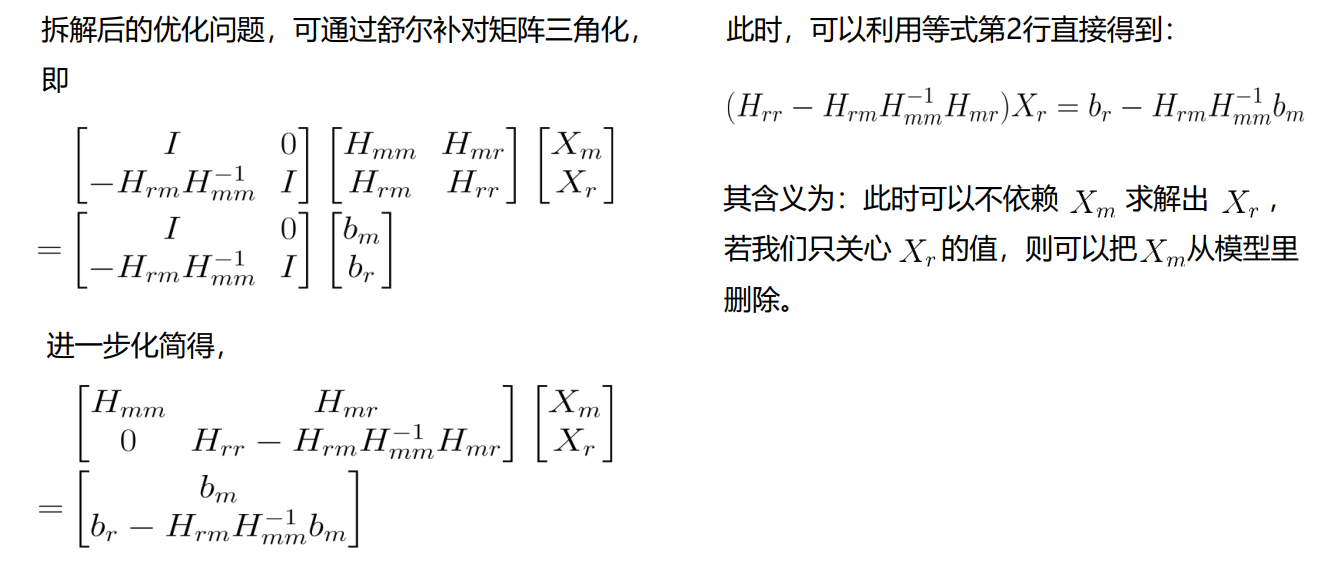 拆解后的优化问题，可通过舒尔补对矩阵三角化，
即
\begin{bmatrix} I & 0 \\ -H_{rm}H_{mm}^{-1} & I \end{bmatrix} \begin{bmatrix} H_{mm} & H_{mr} \\ H_{rm} & H_{rr} \end{bmatrix} \begin{bmatrix} X_m \\ X_r \end{bmatrix}
= \begin{bmatrix} I & 0 \\ -H_{rm}H_{mm}^{-1} & I \end{bmatrix} \begin{bmatrix} b_m \\ b_r \end{bmatrix}
进一步化简得，
\begin{bmatrix} H_{mm} & H_{mr} \\ 0 & H_{rr} - H_{rm}H_{mm}^{-1}H_{mr} \end{bmatrix} \begin{bmatrix} X_m \\ X_r \end{bmatrix}
= \begin{bmatrix} b_m \\ b_r - H_{rm}H_{mm}^{-1}b_m \end{bmatrix}
此时，可以利用等式第2行直接得到：
(H_{rr} - H_{rm}H_{mm}^{-1}H_{mr})X_r = b_r - H_{rm}H_{mm}^{-1}b_m
其含义为：此时可以不依赖 X_m 求解出 X_r，
若我们只关心 X_r 的值，则可以把 X_m 从模型里
删除。